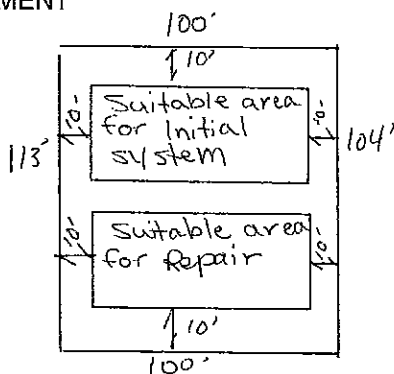 MENT
100'
10'
Suitable area
for Initial
system
10'
10'
113'
104'
Suitable area
for Repair
10'
10'
10'
100'